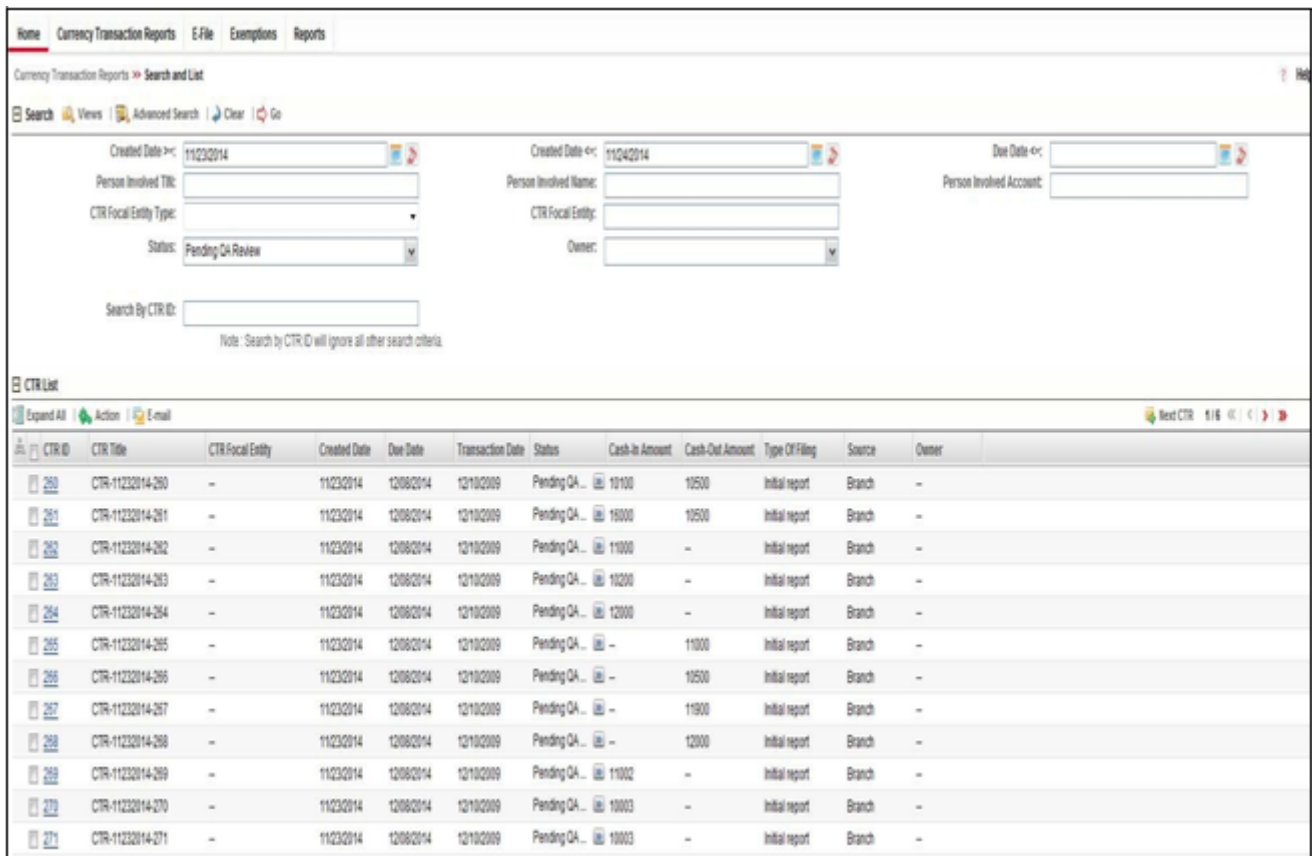 Home Currency Transaction Reports E-File Exemptions Reports
Currency Transaction Reports >> Search and List ? Help
Search Views | Advanced Search | Clear | Go
Created Date >=: 11/23/2014 Created Date <=: 11/24/2014 Due Date <=:
Person Involved TIN: Person Involved Name: Person Involved Account:
CTR Focal Entity Type: CTR Focal Entity:
Status: Pending QA Review Owner:
Search By CTR ID:
Note : Search by CTR ID will ignore all other search criteria.
CTR List
Expand All | Action | E-mail Next CTR 1/6
CTR ID CTR Title CTR Focal Entity Created Date Due Date Transaction Date Status Cash-In Amount Cash-Out Amount Type Of Filing Source Owner
260 CTR-11232014-260 -- 11/23/2014 12/08/2014 12/10/2009 Pending QA ... 10100 10500 Initial report Branch --
261 CTR-11232014-261 -- 11/23/2014 12/08/2014 12/10/2009 Pending QA ... 16000 10500 Initial report Branch --
262 CTR-11232014-262 -- 11/23/2014 12/08/2014 12/10/2009 Pending QA ... 11000 -- Initial report Branch --
263 CTR-11232014-263 -- 11/23/2014 12/08/2014 12/10/2009 Pending QA ... 10200 -- Initial report Branch --
264 CTR-11232014-264 -- 11/23/2014 12/08/2014 12/10/2009 Pending QA ... 12000 -- Initial report Branch --
265 CTR-11232014-265 -- 11/23/2014 12/08/2014 12/10/2009 Pending QA ... -- 11000 Initial report Branch --
266 CTR-11232014-266 -- 11/23/2014 12/08/2014 12/10/2009 Pending QA ... -- 10500 Initial report Branch --
267 CTR-11232014-267 -- 11/23/2014 12/08/2014 12/10/2009 Pending QA ... -- 11900 Initial report Branch --
268 CTR-11232014-268 -- 11/23/2014 12/08/2014 12/10/2009 Pending QA ... -- 12000 Initial report Branch --
269 CTR-11232014-269 -- 11/23/2014 12/08/2014 12/10/2009 Pending QA ... 11002 -- Initial report Branch --
270 CTR-11232014-270 -- 11/23/2014 12/08/2014 12/10/2009 Pending QA ... 10003 -- Initial report Branch --
271 CTR-11232014-271 -- 11/23/2014 12/08/2014 12/10/2009 Pending QA ... 10003 -- Initial report Branch --